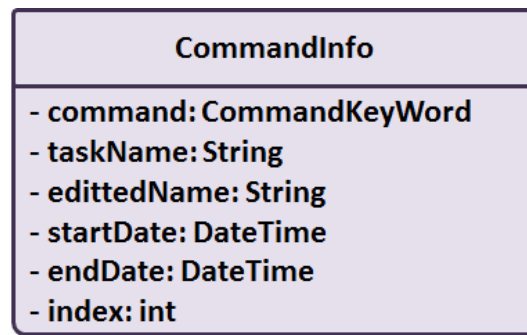 CommandInfo
- command: CommandKeyWord
- taskName: String
- edittedName: String
- startDate: DateTime
- endDate: DateTime
- index: int